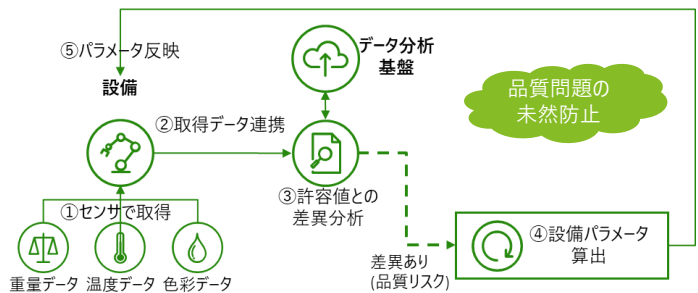 ⑤パラメータ反映
設備
データ分析
基盤
品質問題の
未然防止
②取得データ連携
①センサで取得
③許容値との
差異分析
④設備パラメータ
算出
差異あり
(品質リスク)
重量データ
温度データ
色彩データ